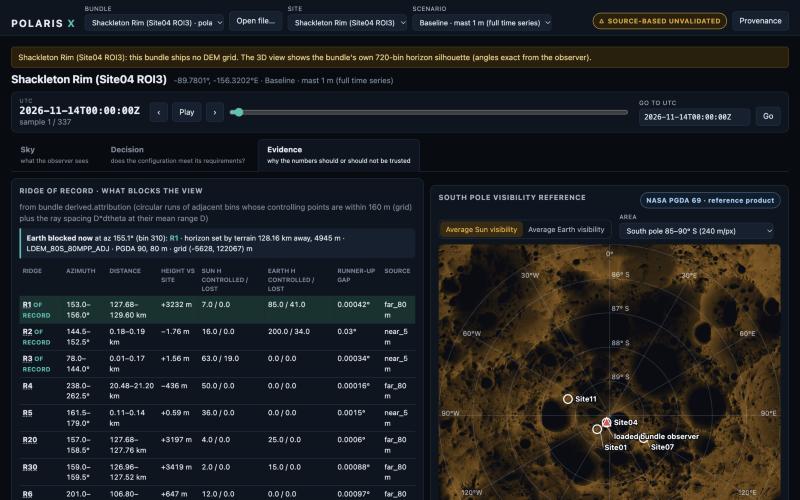 POLARIS X
BUNDLE
Shackleton Rim (Site04 ROI3) · pola
Open file...
SITE
Shackleton Rim (Site04 ROI3)
SCENARIO
Baseline · mast 1 m (full time series)
⚠ SOURCE-BASED UNVALIDATED
Provenance
Shackleton Rim (Site04 ROI3): this bundle ships no DEM grid. The 3D view shows the bundle's own 720-bin horizon silhouette (angles exact from the observer).
Shackleton Rim (Site04 ROI3) −89.7801°, −156.3202°E · Baseline · mast 1 m (full time series)
UTC
2026-11-14T00:00:00Z
sample 1 / 337
‹
Play
›
GO TO UTC
2026-11-14T00:00:00Z
Go
Sky
what the observer sees
Decision
does the configuration meet its requirements?
Evidence
why the numbers should or should not be trusted
RIDGE OF RECORD · WHAT BLOCKS THE VIEW
from bundle derived.attribution (circular runs of adjacent bins whose controlling points are within 160 m (grid)
plus the ray spacing D*dtheta at their mean range D)
Earth blocked now at az 155.1° (bin 310): R1 · horizon set by terrain 128.16 km away, 4945 m ·
LDEM_80S_80MPP_ADJ · PGDA 90, 80 m · grid (-5628, 122067) m
RIDGE AZIMUTH DISTANCE HEIGHT VS SITE SUN H CONTROLLED / LOST EARTH H CONTROLLED / LOST RUNNER-UP GAP SOURCE
R1 OF RECORD 153.0–156.0° 127.68–129.60 km +3232 m 7.0 / 0.0 85.0 / 41.0 0.00042° far_80 m
R2 OF RECORD 144.5–152.5° 0.18–0.19 km −1.76 m 16.0 / 0.0 200.0 / 34.0 0.03° near_5 m
R3 OF RECORD 78.0–144.0° 0.01–0.17 km +1.56 m 63.0 / 19.0 0.0 / 0.0 0.00034° near_5 m
R4 238.0–262.5° 20.48–21.20 km −436 m 50.0 / 0.0 0.0 / 0.0 0.00016° far_80 m
R5 161.5–179.0° 0.11–0.14 km +0.59 m 36.0 / 0.0 0.0 / 0.0 0.0015° near_5 m
R20 157.0–158.5° 127.68–127.76 km +3197 m 4.0 / 0.0 25.0 / 0.0 0.0006° far_80 m
R30 159.0–159.5° 126.96–127.52 km +3419 m 2.0 / 0.0 15.0 / 0.0 0.00088° far_80 m
R6 201.0– 106.80– +647 m 12.0 / 0.0 0.0 / 0.0 0.00097° far_80
SOUTH POLE VISIBILITY REFERENCE
NASA PGDA 69 · reference product
Average Sun visibility
Average Earth visibility
AREA
South pole 85–90° S (240 m/px)
0°
30°W
86° S
30°E
87° S
60°W
60°E
88° S
89° S
Site11
90°W
Site04
90°E
loaded bundle observer
Site01
Site07
120°W
120°E